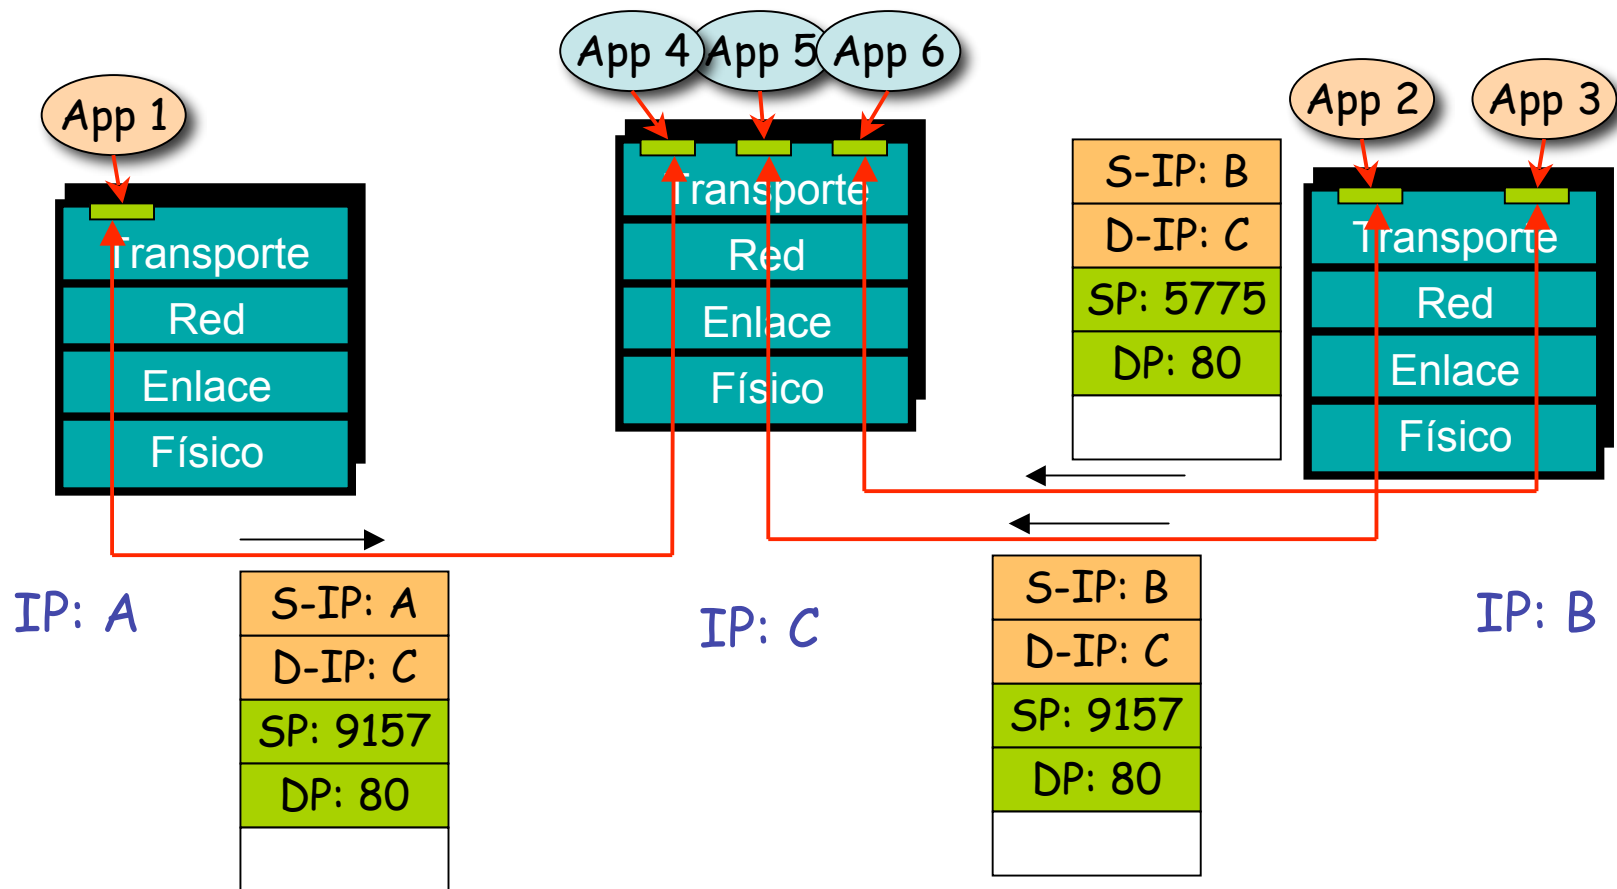 App 1
Transporte
Red
Enlace
Físico
IP: A
App 4
App 5
App 6
Transporte
Red
Enlace
Físico
IP: C
App 2
App 3
Transporte
Red
Enlace
Físico
IP: B
S-IP: B
D-IP: C
SP: 5775
DP: 80
S-IP: A
D-IP: C
SP: 9157
DP: 80
S-IP: B
D-IP: C
SP: 9157
DP: 80